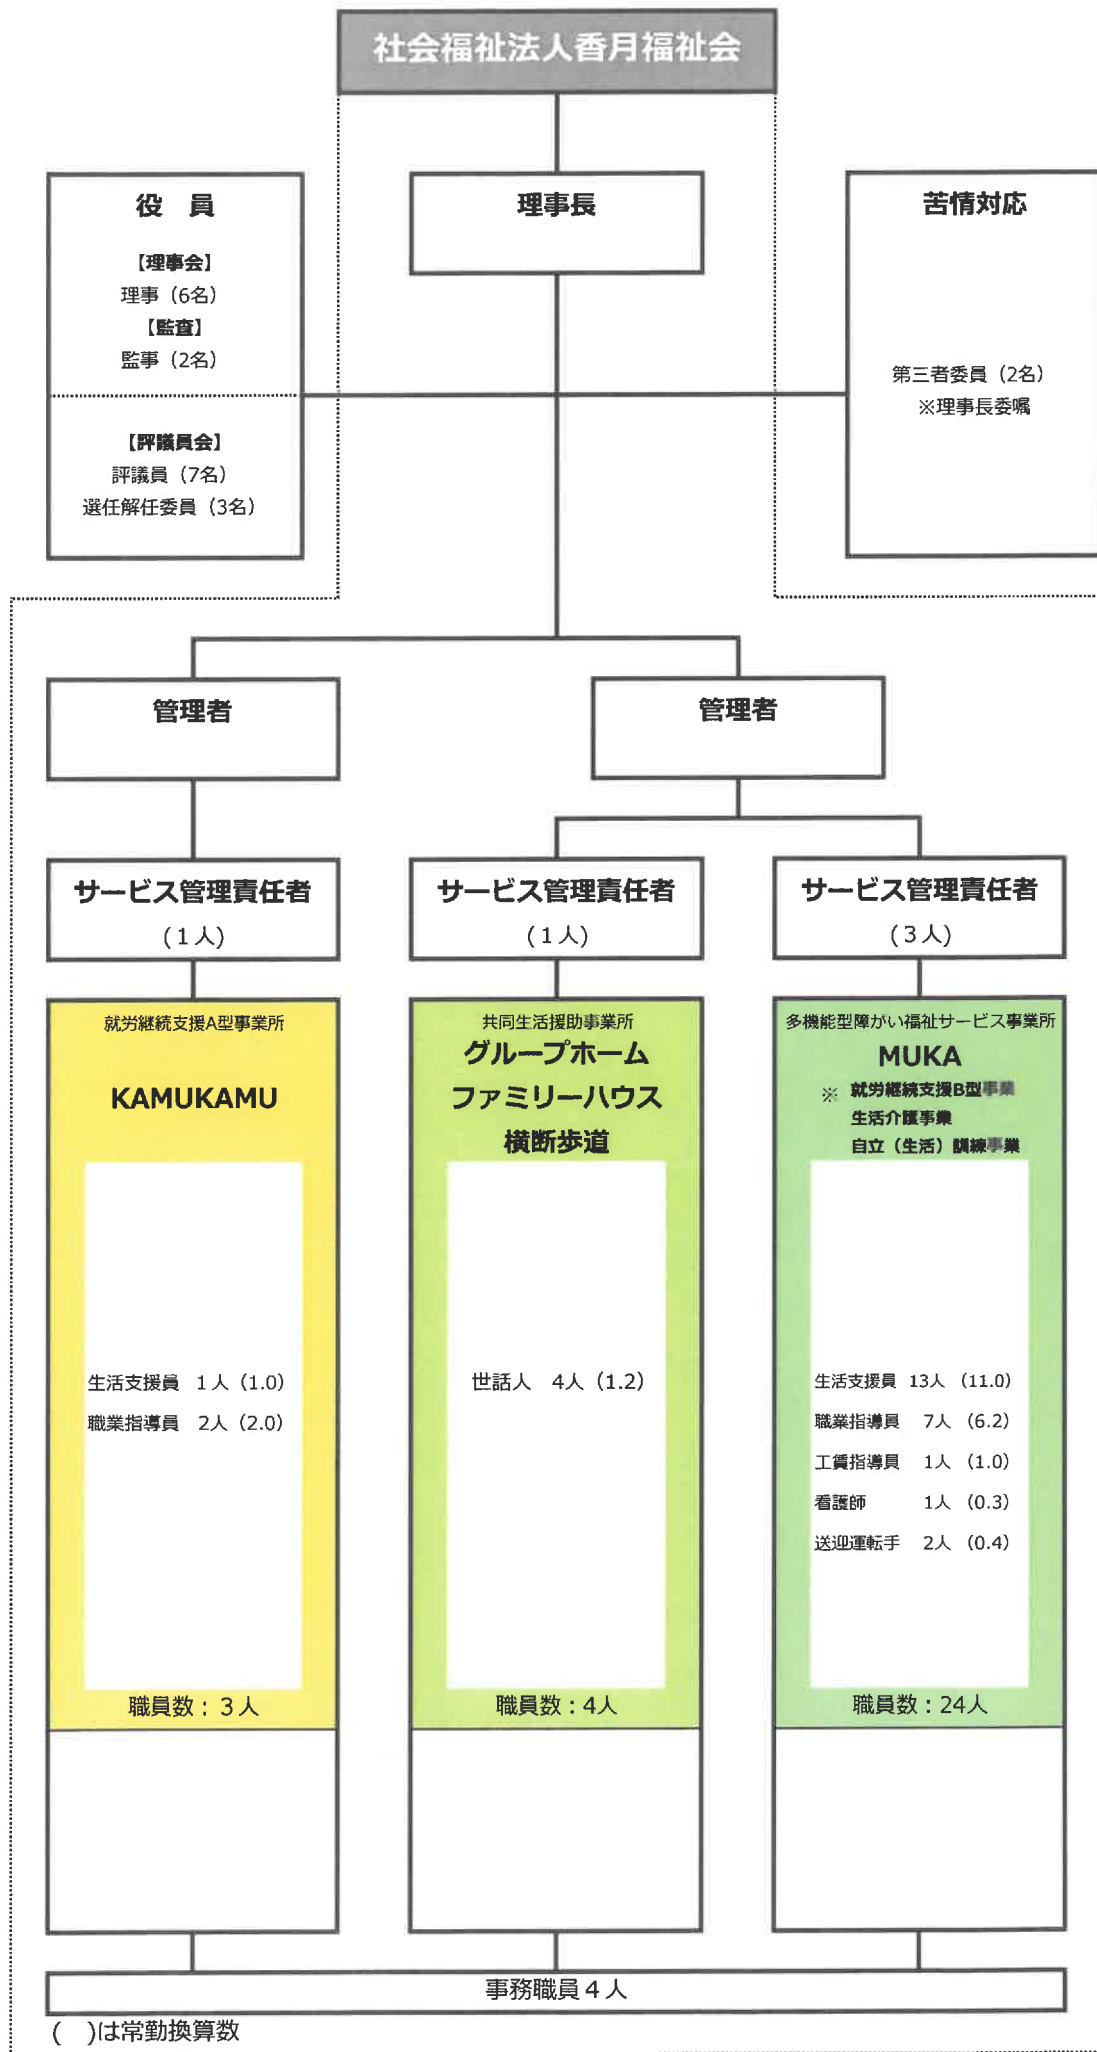 社会福祉法人香月福祉会
役　員
【理事会】
理事（6名）
【監査】
監事（2名）
【評議員会】
評議員（7名）
選任解任委員（3名）
理事長
苦情対応
第三者委員（2名）
※理事長委嘱
管理者
管理者
サービス管理責任者
(１人)
サービス管理責任者
(１人)
サービス管理責任者
(３人)
就労継続支援A型事業所
KAMUKAMU
生活支援員　1人（1.0）
職業指導員　2人（2.0）
職員数：３人
共同生活援助事業所
グループホーム
ファミリーハウス
横断歩道
世話人　4人（1.2）
職員数：4人
多機能型障がい福祉サービス事業所
MUKA
※ 就労継続支援B型事業
生活介護事業
自立（生活）訓練事業
生活支援員　13人　（11.0）
職業指導員　7人　（6.2）
工賃指導員　1人　（1.0）
看護師　1人　（0.3）
送迎運転手　2人　（0.4）
職員数：24人
事務職員４人
(　)は常勤換算数